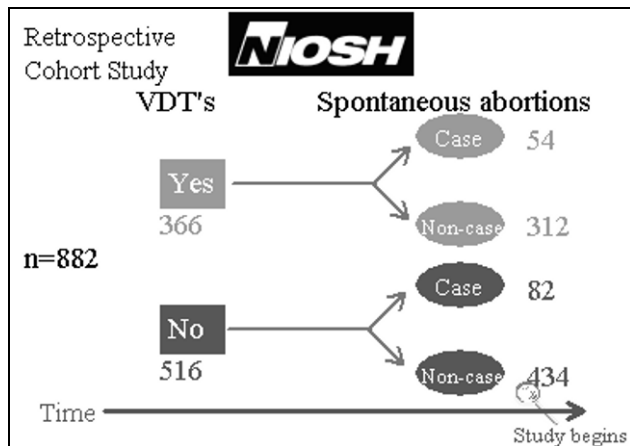 Retrospective
Cohort Study
NIOSH
VDT's
Spontaneous abortions
Yes
366
Case
54
Non-case
312
n=882
No
516
Case
82
Non-case
434
Time
Study begins